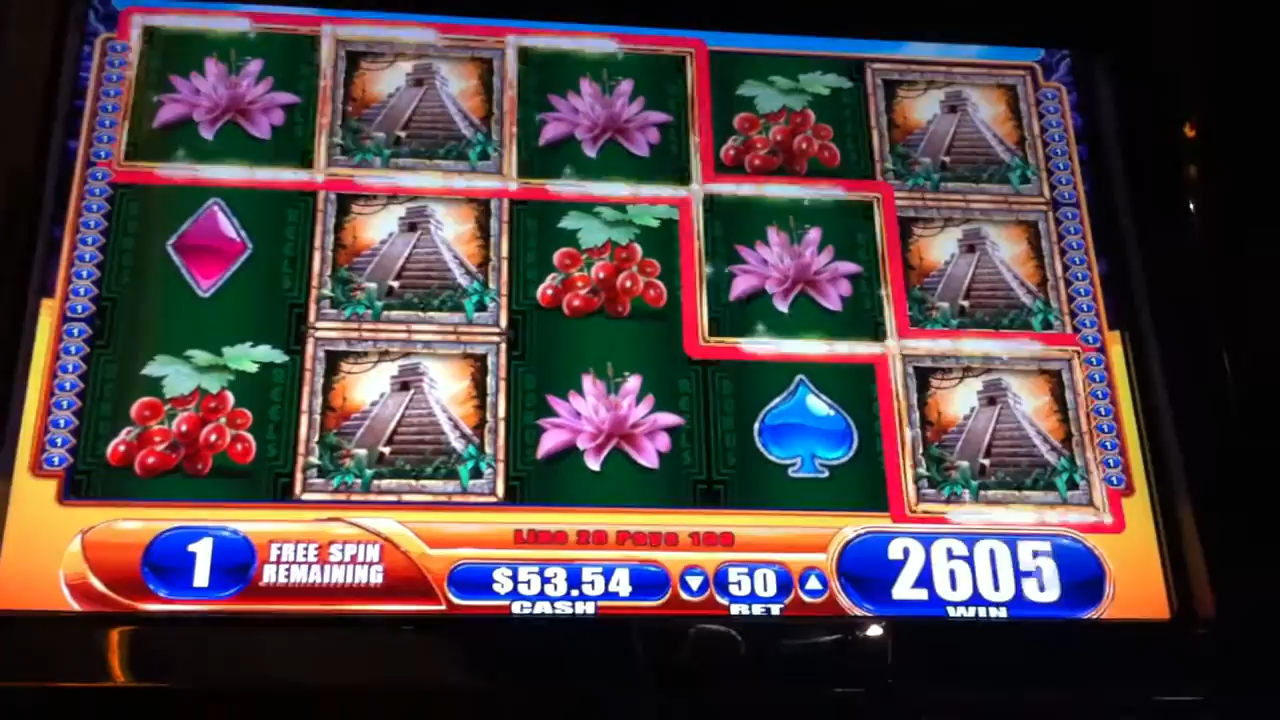 Line 20 Pays 100
1
FREE SPIN
REMAINING
$53.54
CASH
50
BET
2605
WIN